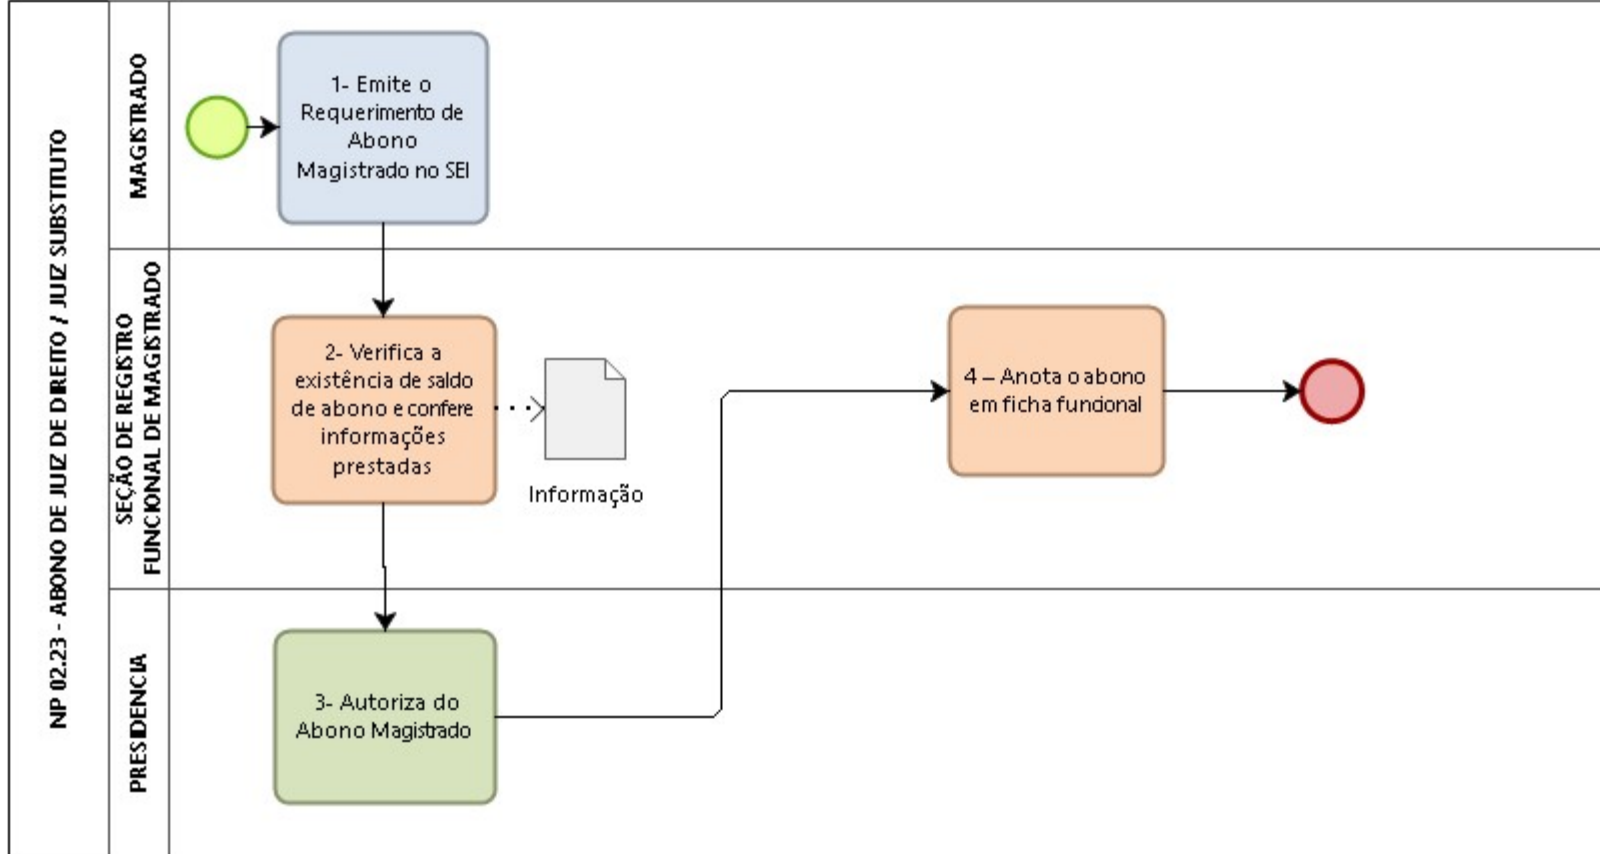 NP 02.23 - ABONO DE JUIZ DE DIREITO / JUIZ SUBSTITUTO
MAGISTRADO
1- Emite o
Requerimento de
Abono
Magistrado no SEI
SEÇÃO DE REGISTRO
FUNCIONAL DE MAGISTRADO
2- Verifica a
existência de saldo
de abono e confere
informações
prestadas
Informação
4 – Anota o abono
em ficha funcional
PRESIDENCIA
3- Autoriza do
Abono Magistrado